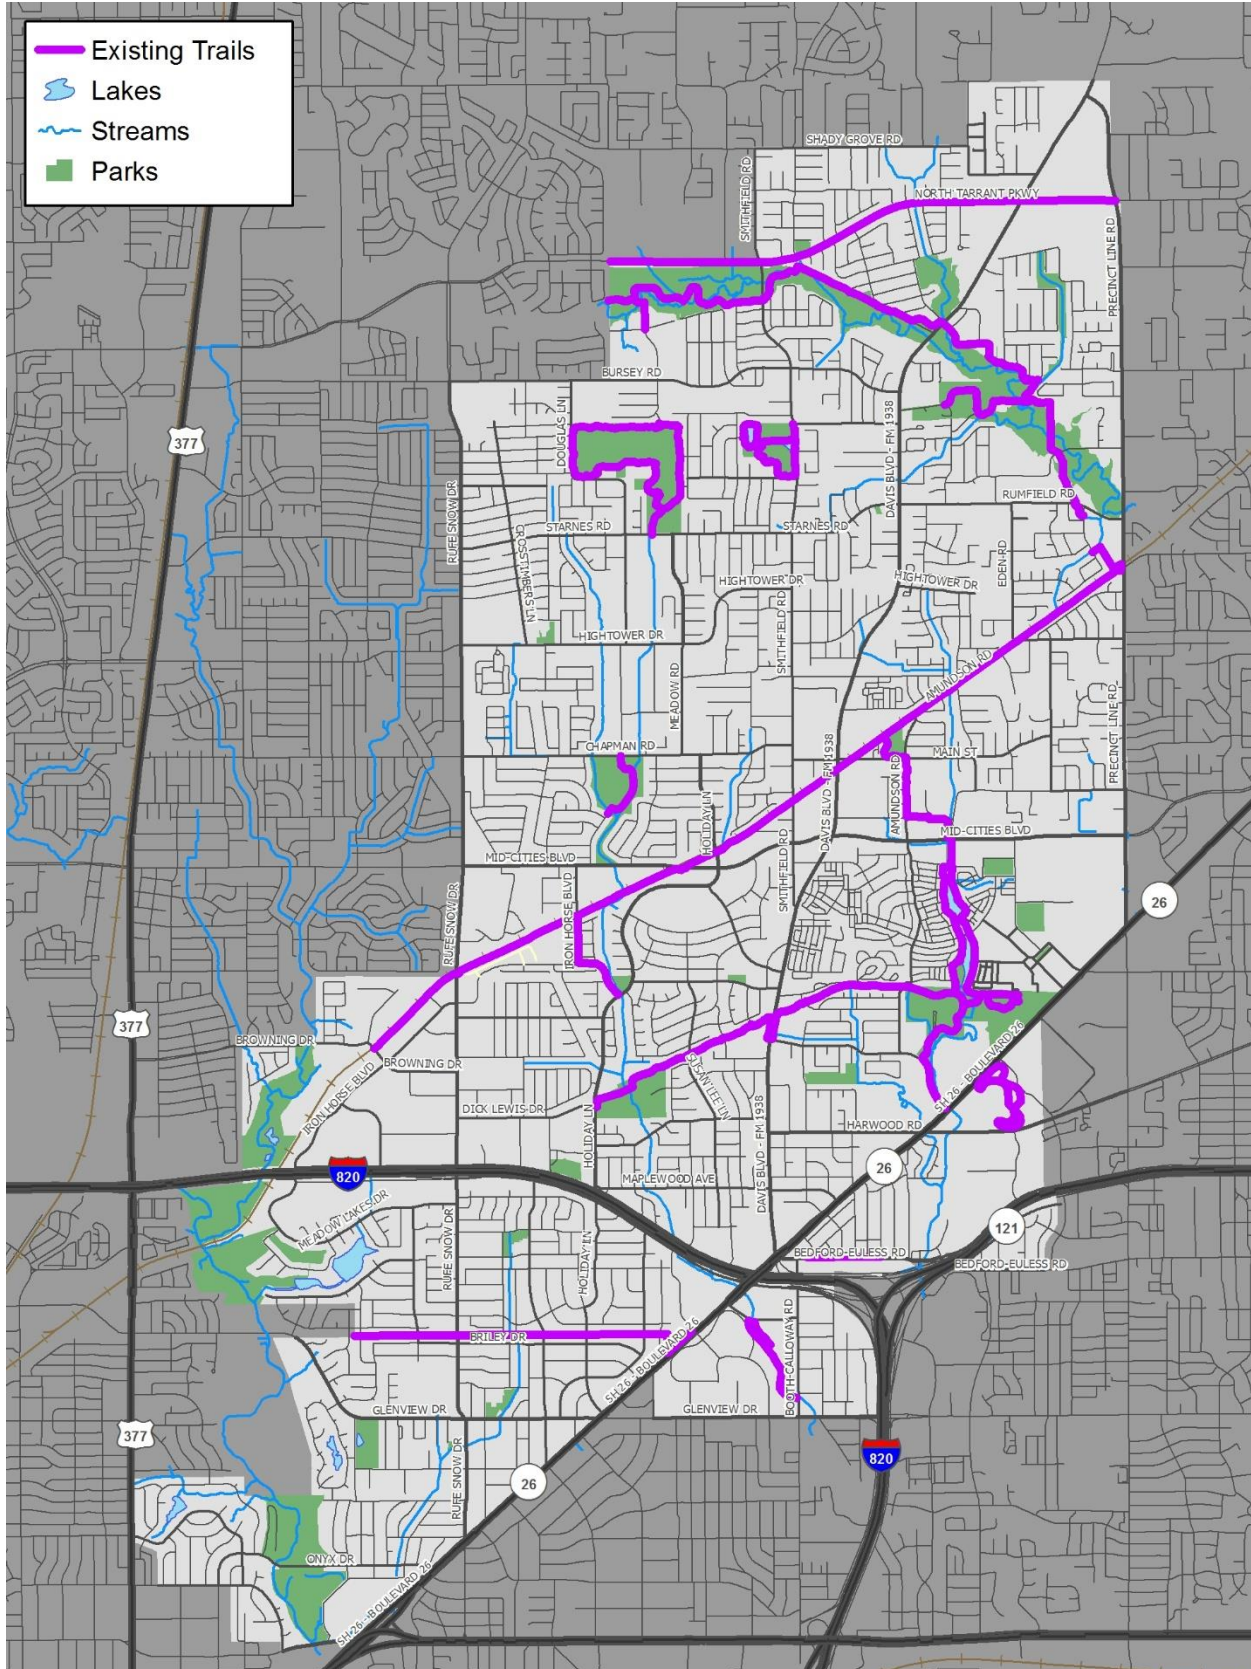 Existing Trails
Lakes
Streams
Parks
SHADY GROVE RD
SMITHFIELD RD
NORTH TARRANT PKWY
PRECINCT LINE RD
BURSEY RD
DOUGLAS LN
DAVIS BLVD - FM 1938
377
RUFE SNOW DR
CROSSTIMBERS LN
STARNES RD
STARNES RD
RUMFIELD RD
EDEN RD
HIGHTOWER DR
HIGHTOWER DR
HIGHTOWER DR
SMITHFIELD RD
MEADOW RD
AMUNDSON RD
PRECINCT LINE RD
CHAPMAN RD
MAIN ST
HOLIDAY LN
DAVIS BLVD - FM 1938
AMUNDSON RD
MID-CITIES BLVD
MID-CITIES BLVD
SMITHFIELD RD
RUFE SNOW DR
IRON HORSE BLVD
26
377
BROWNING DR
BROWNING DR
IRON HORSE BLVD
SUSAN LEE LN
SH 26 - BOULEVARD 26
DICK LEWIS DR
HOLIDAY LN
DAVIS BLVD - FM 1938
HARWOOD RD
820
MAPLEWOOD AVE
26
MEADOW LAKES DR
RUFE SNOW DR
HOLIDAY LN
121
BEDFORD-EULESS RD
BEDFORD-EULESS RD
BRILEY DR
SH 26 - BOULEVARD 26
BOOTH-CALLOWAY RD
GLENVIEW DR
GLENVIEW DR
377
820
RUFE SNOW DR
26
ONYX DR
SH 26 - BOULEVARD 26